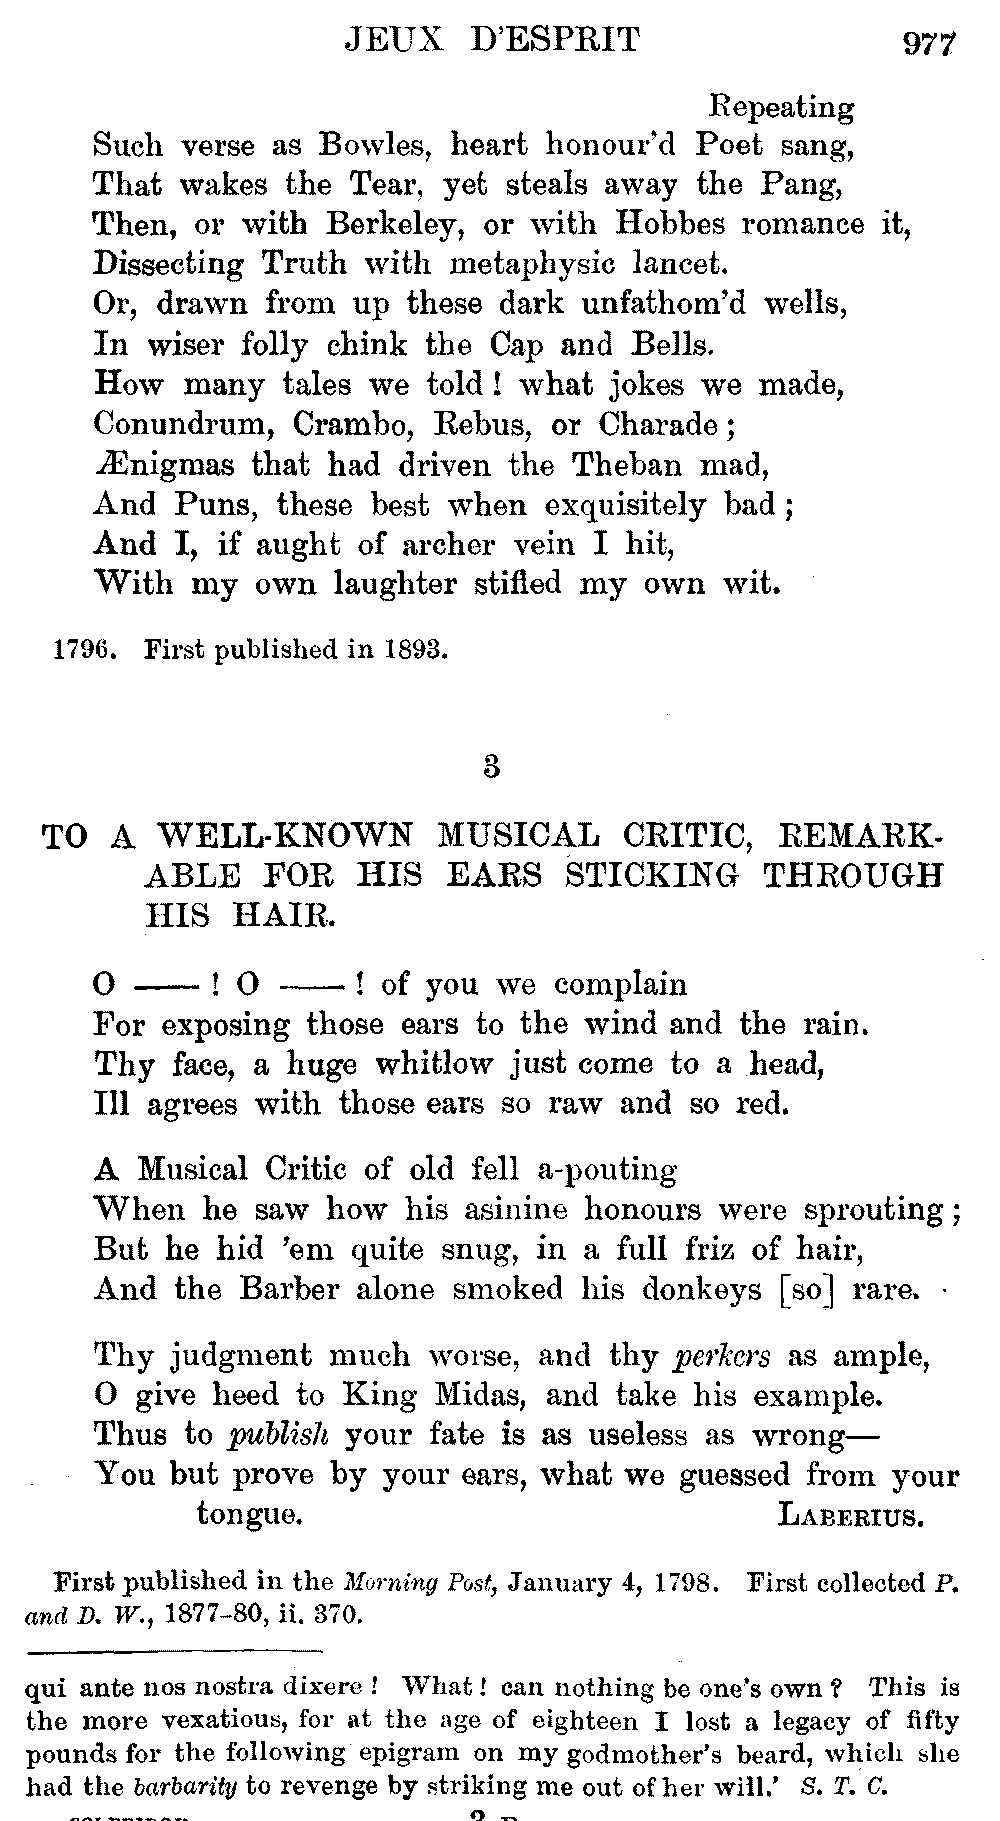 JEUX D'ESPRIT 977
Repeating
Such verse as Bowles, heart honour'd Poet sang,
That wakes the Tear, yet steals away the Pang,
Then, or with Berkeley, or with Hobbes romance it,
Dissecting Truth with metaphysic lancet.
Or, drawn from up these dark unfathom'd wells,
In wiser folly chink the Cap and Bells.
How many tales we told! what jokes we made,
Conundrum, Crambo, Rebus, or Charade;
Ænigmas that had driven the Theban mad,
And Puns, these best when exquisitely bad;
And I, if aught of archer vein I hit,
With my own laughter stifled my own wit.
1796. First published in 1893.
3
TO A WELL-KNOWN MUSICAL CRITIC, REMARK-
ABLE FOR HIS EARS STICKING THROUGH
HIS HAIR.
O ——! O ——! of you we complain
For exposing those ears to the wind and the rain.
Thy face, a huge whitlow just come to a head,
Ill agrees with those ears so raw and so red.
A Musical Critic of old fell a-pouting
When he saw how his asinine honours were sprouting;
But he hid 'em quite snug, in a full friz of hair,
And the Barber alone smoked his donkeys [so] rare.
Thy judgment much worse, and thy perkers as ample,
O give heed to King Midas, and take his example.
Thus to publish your fate is as useless as wrong—
You but prove by your ears, what we guessed from your
tongue. LABERIUS.
First published in the Morning Post, January 4, 1798. First collected P.
and D. W., 1877-80, ii. 370.
qui ante nos nostra dixere! What! can nothing be one's own? This is
the more vexatious, for at the age of eighteen I lost a legacy of fifty
pounds for the following epigram on my godmother's beard, which she
had the barbarity to revenge by striking me out of her will.' S. T. C.